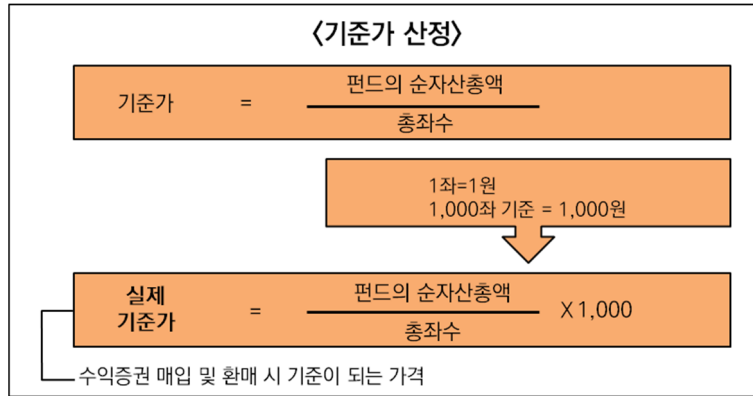 〈기준가 산정〉
기준가 = 펀드의 순자산총액
총좌수
1좌=1원
1,000좌 기준 = 1,000원
실제
기준가 = 펀드의 순자산총액
총좌수 X 1,000
수익증권 매입 및 환매 시 기준이 되는 가격